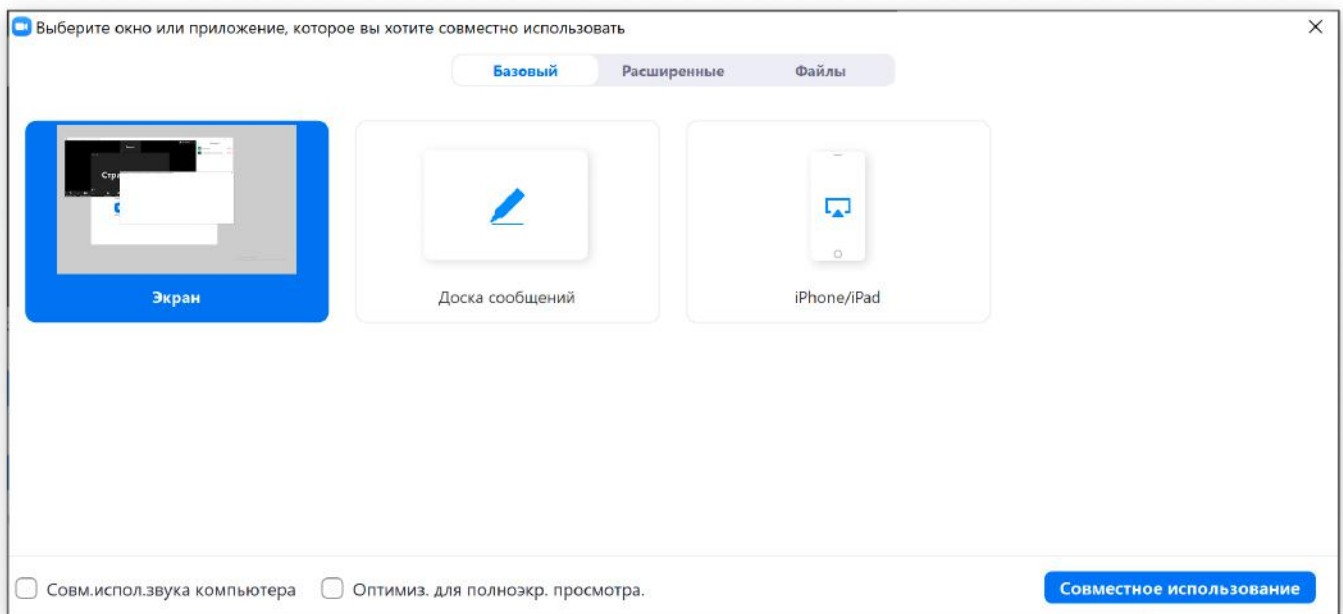 Выберите окно или приложение, которое вы хотите совместно использовать
Базовый Расширенные Файлы
Экран Доска сообщений iPhone/iPad
Совм.испол.звука компьютера Оптимиз. для полноэкр. просмотра. Совместное использование